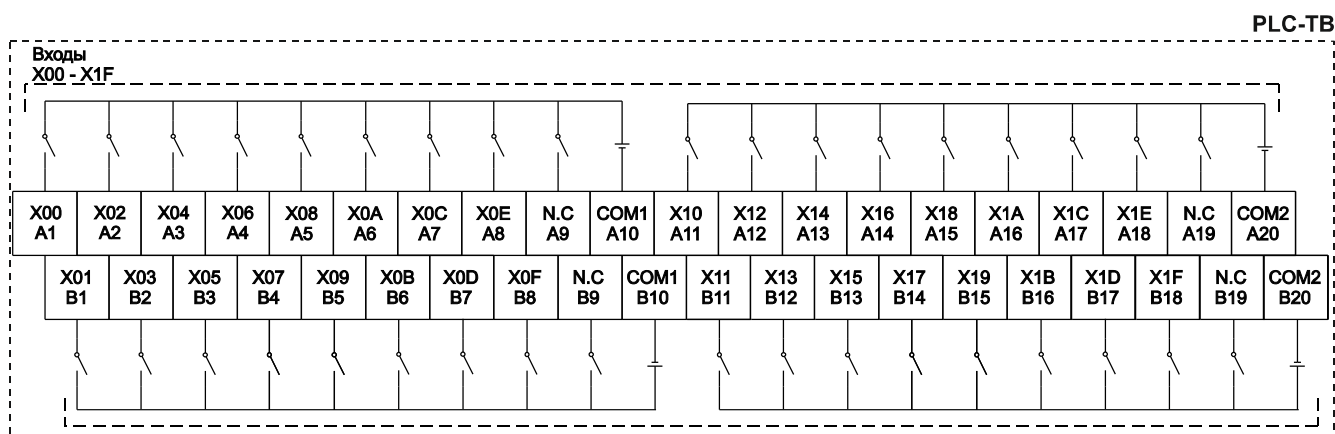 PLC-TB
Входы
X00 - X1F
X00 X02 X04 X06 X08 X0A X0C X0E N.C COM1 X10 X12 X14 X16 X18 X1A X1C X1E N.C COM2
A1 A2 A3 A4 A5 A6 A7 A8 A9 A10 A11 A12 A13 A14 A15 A16 A17 A18 A19 A20
X01 X03 X05 X07 X09 X0B X0D X0F N.C COM1 X11 X13 X15 X17 X19 X1B X1D X1F N.C COM2
B1 B2 B3 B4 B5 B6 B7 B8 B9 B10 B11 B12 B13 B14 B15 B16 B17 B18 B19 B20